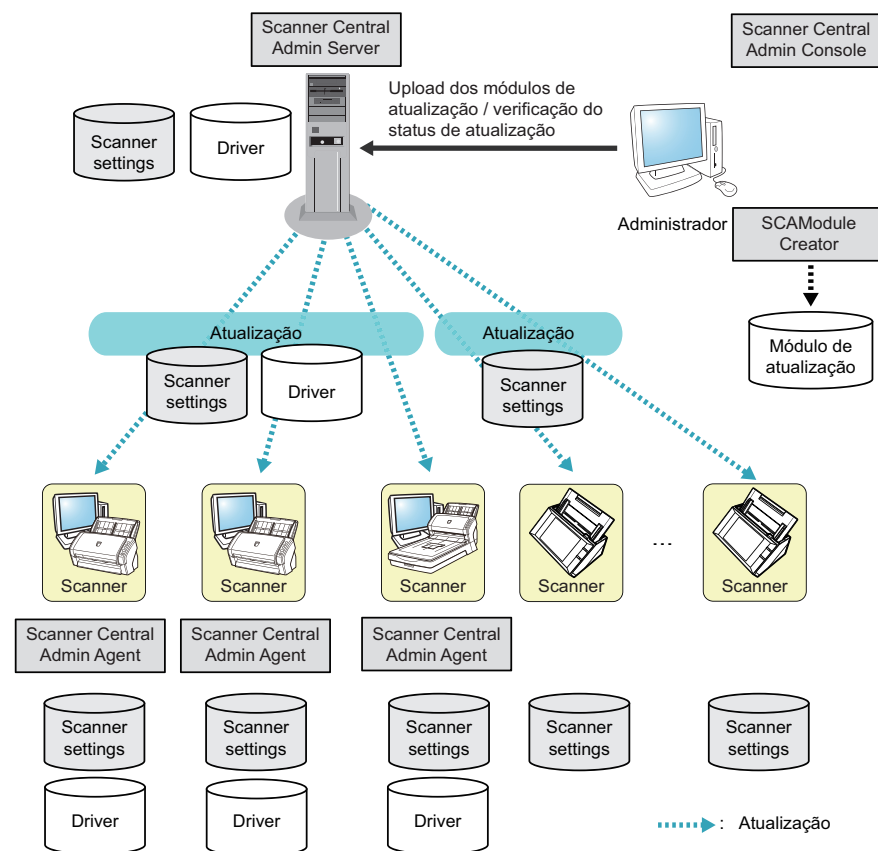 Scanner Central
Admin Server
Scanner Central
Admin Console
Upload dos módulos de
atualização / verificação do
status de atualização
Scanner
settings
Driver
Administrador
SCAModule
Creator
Módulo de
atualização
Atualização
Atualização
Scanner
settings
Driver
Scanner
settings
Scanner
Scanner
Scanner
Scanner
...
Scanner
Scanner Central
Admin Agent
Scanner Central
Admin Agent
Scanner Central
Admin Agent
Scanner
settings
Scanner
settings
Scanner
settings
Scanner
settings
Scanner
settings
Driver
Driver
Driver
: Atualização